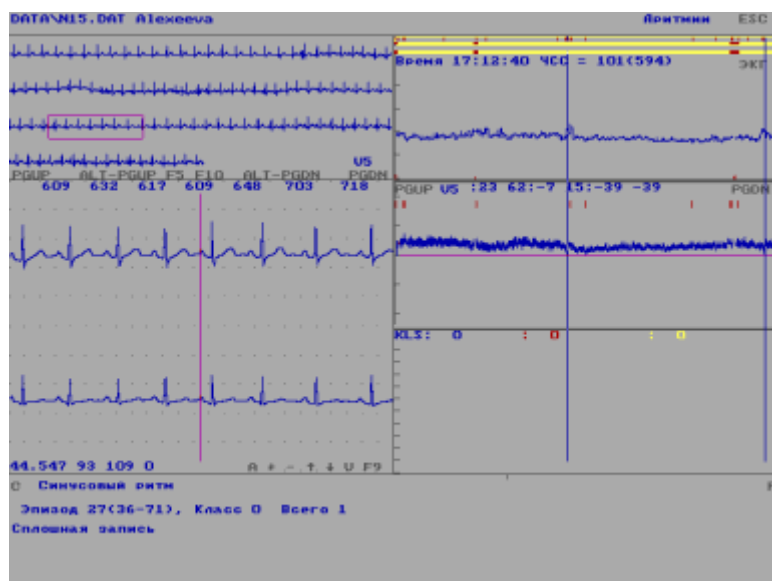 DATA\N15.DAT Alexeeva Аритмии ESC
Время 17:12:40 ЧСС = 101(594) ЭКГ
V5
PGUP ALT-PGUP F5 F10 ALT-PGDN PGDN
609 632 617 609 648 703 718
PGUP V5 :23 62:-7 15:-39 -39 PGDN
KLS: 0 : 0 : 0
44.547 93 109 0 A + . - . ↑ . ↓ V F9
С Синусовый ритм
Эпизод 27(36-71), Класс 0 Всего 1
Сплошная запись